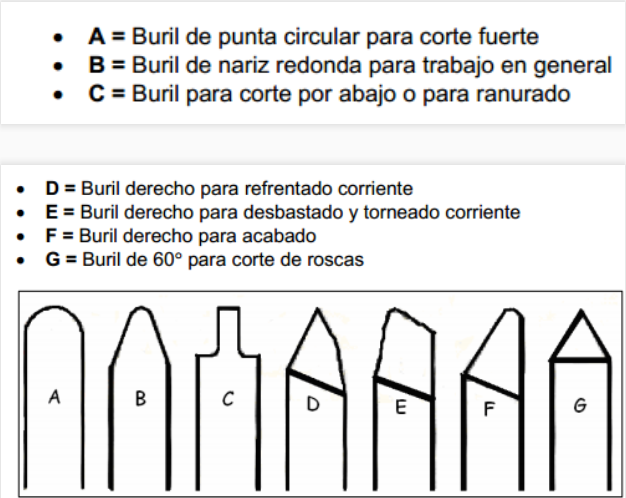 • A = Buril de punta circular para corte fuerte
• B = Buril de nariz redonda para trabajo en general
• C = Buril para corte por abajo o para ranurado
• D = Buril derecho para refrentado corriente
• E = Buril derecho para desbastado y torneado corriente
• F = Buril derecho para acabado
• G = Buril de 60° para corte de roscas
A B C D E F G